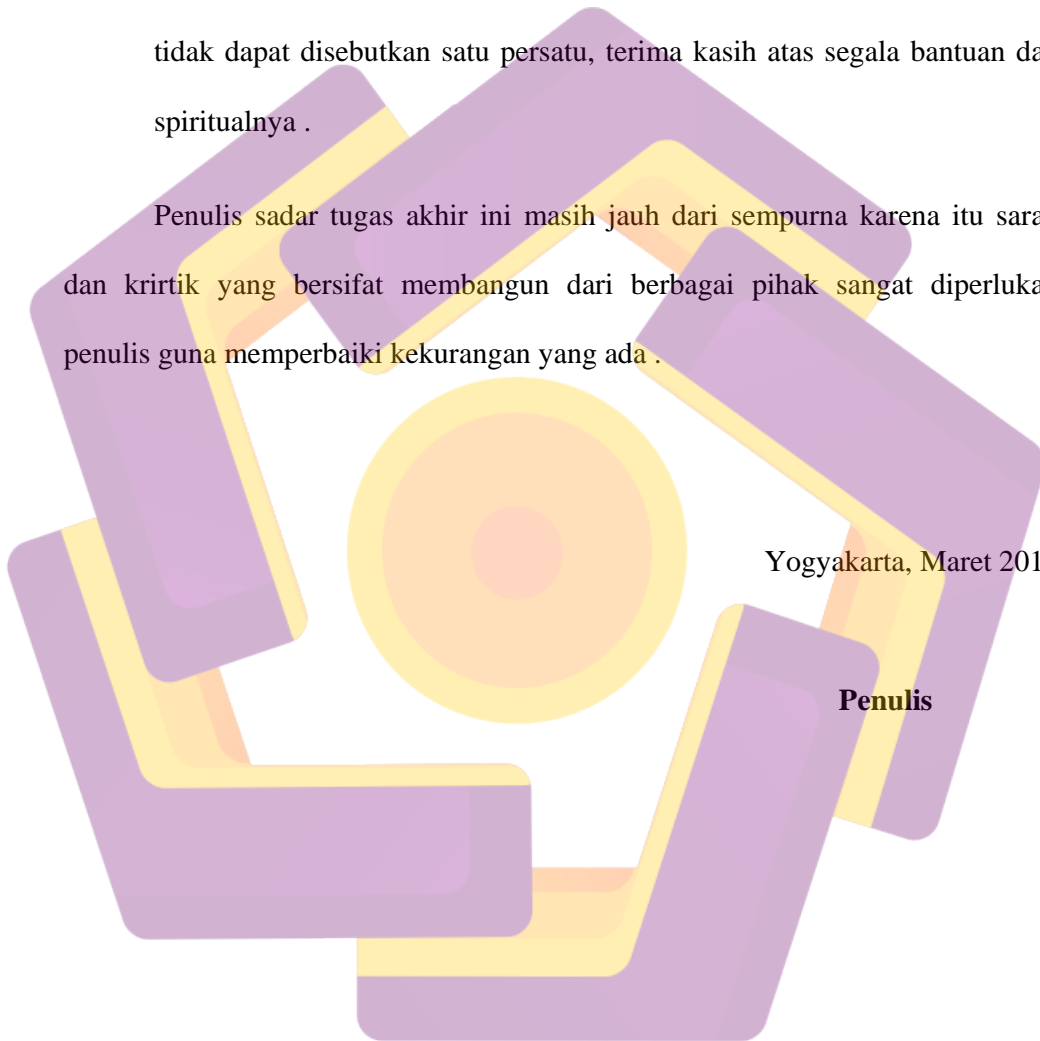 tidak dapat disebutkan satu persatu, terima kasih atas segala bantuan da
spiritualnya .
Penulis sadar tugas akhir ini masih jauh dari sempurna karena itu sara
dan krirtik yang bersifat membangun dari berbagai pihak sangat diperluka
penulis guna memperbaiki kekurangan yang ada .
Yogyakarta, Maret 201
Penulis